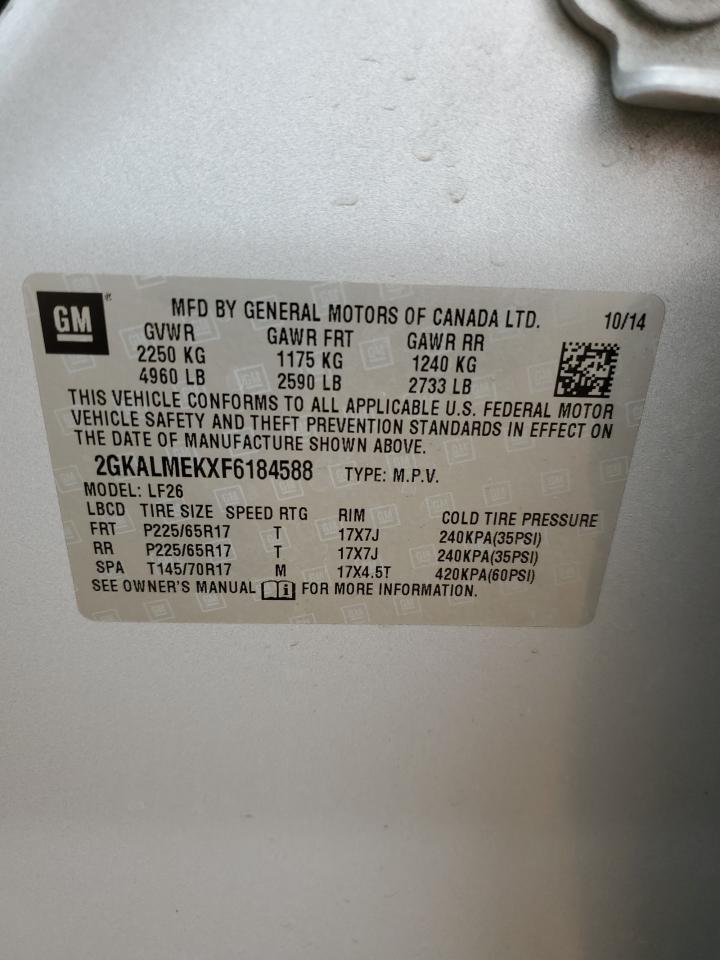 GM
MFD BY GENERAL MOTORS OF CANADA LTD. 10/14
GVWR GAWR FRT GAWR RR
2250 KG 1175 KG 1240 KG
4960 LB 2590 LB 2733 LB
THIS VEHICLE CONFORMS TO ALL APPLICABLE U.S. FEDERAL MOTOR
VEHICLE SAFETY AND THEFT PREVENTION STANDARDS IN EFFECT ON
THE DATE OF MANUFACTURE SHOWN ABOVE.
2GKALMEKXF6184588 TYPE: M.P.V.
MODEL: LF26
LBCD TIRE SIZE SPEED RTG RIM COLD TIRE PRESSURE
FRT P225/65R17 T 17X7J 240KPA(35PSI)
RR P225/65R17 T 17X7J 240KPA(35PSI)
SPA T145/70R17 M 17X4.5T 420KPA(60PSI)
SEE OWNER'S MANUAL FOR MORE INFORMATION.